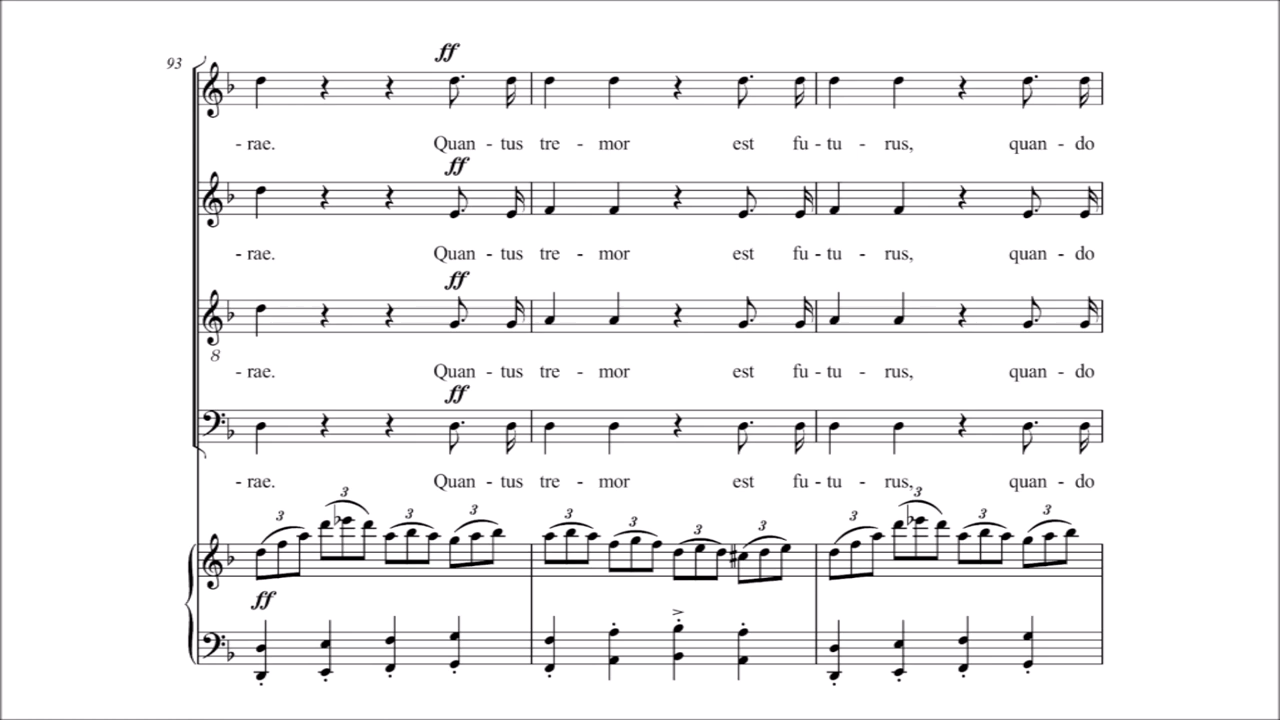 93
ff
- rae. Quan - tus tre - mor est fu - tu - rus, quan - do
ff
- rae. Quan - tus tre - mor est fu - tu - rus, quan - do
ff
8
- rae. Quan - tus tre - mor est fu - tu - rus, quan - do
ff
- rae. Quan - tus tre - mor est fu - tu - rus, quan - do
3 3 3 3 3 3 3 3 3 3 3 3
ff